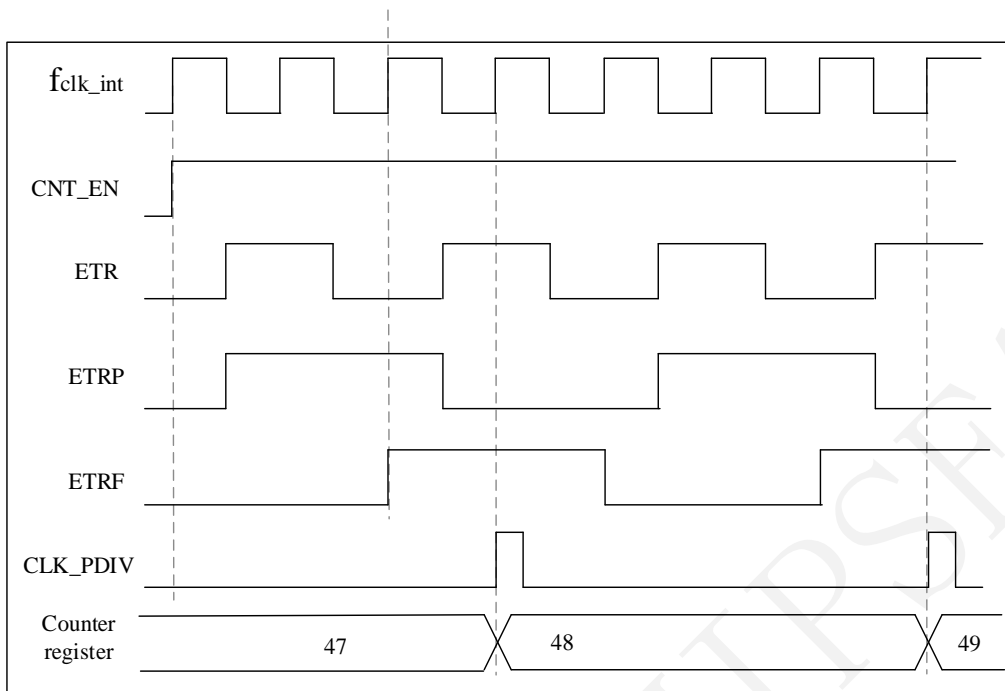 fclk_int
CNT_EN
ETR
ETRP
ETRF
CLK_PDIV
Counter
register
47
48
49